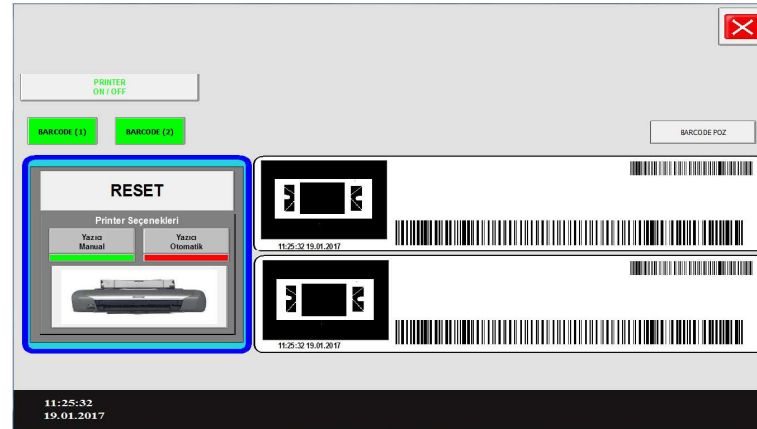 PRINTER
ON / OFF
BARCODE (1)
BARCODE (2)
BARCODE POZ
RESET
Printer Seçenekleri
Yazıcı
Manual
Yazıcı
Otomatik
11:25:32 19.01.2017
11:25:32 19.01.2017
11:25:32
19.01.2017